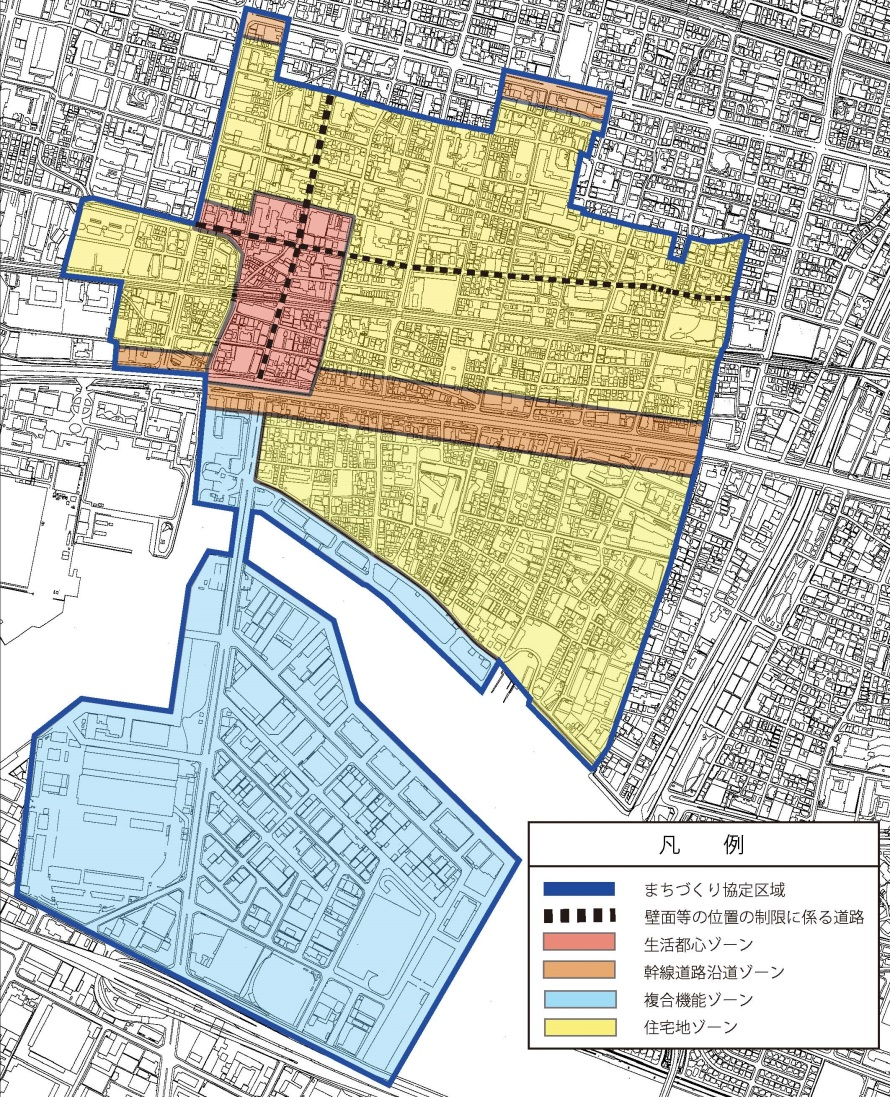 凡 例
まちづくり協定区域
壁面等の位置の制限に係る道路
生活都心ゾーン
幹線道路沿道ゾーン
複合機能ゾーン
住宅地ゾーン